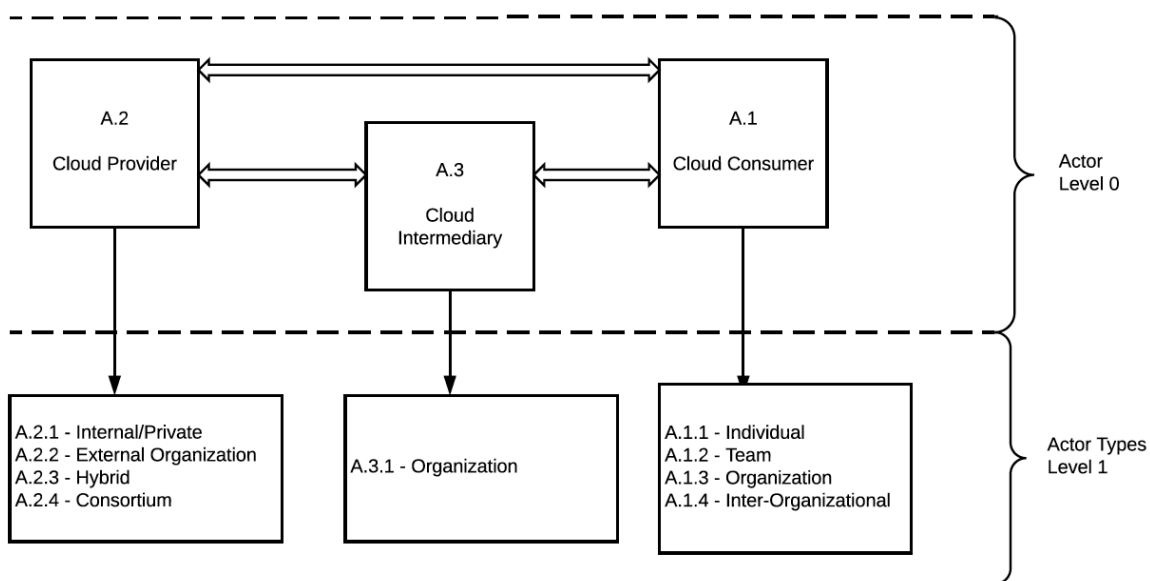 A.2
Cloud Provider
A.3
Cloud
Intermediary
A.1
Cloud Consumer
Actor
Level 0
A.2.1 - Internal/Private
A.2.2 - External Organization
A.2.3 - Hybrid
A.2.4 - Consortium
A.3.1 - Organization
A.1.1 - Individual
A.1.2 - Team
A.1.3 - Organization
A.1.4 - Inter-Organizational
Actor Types
Level 1